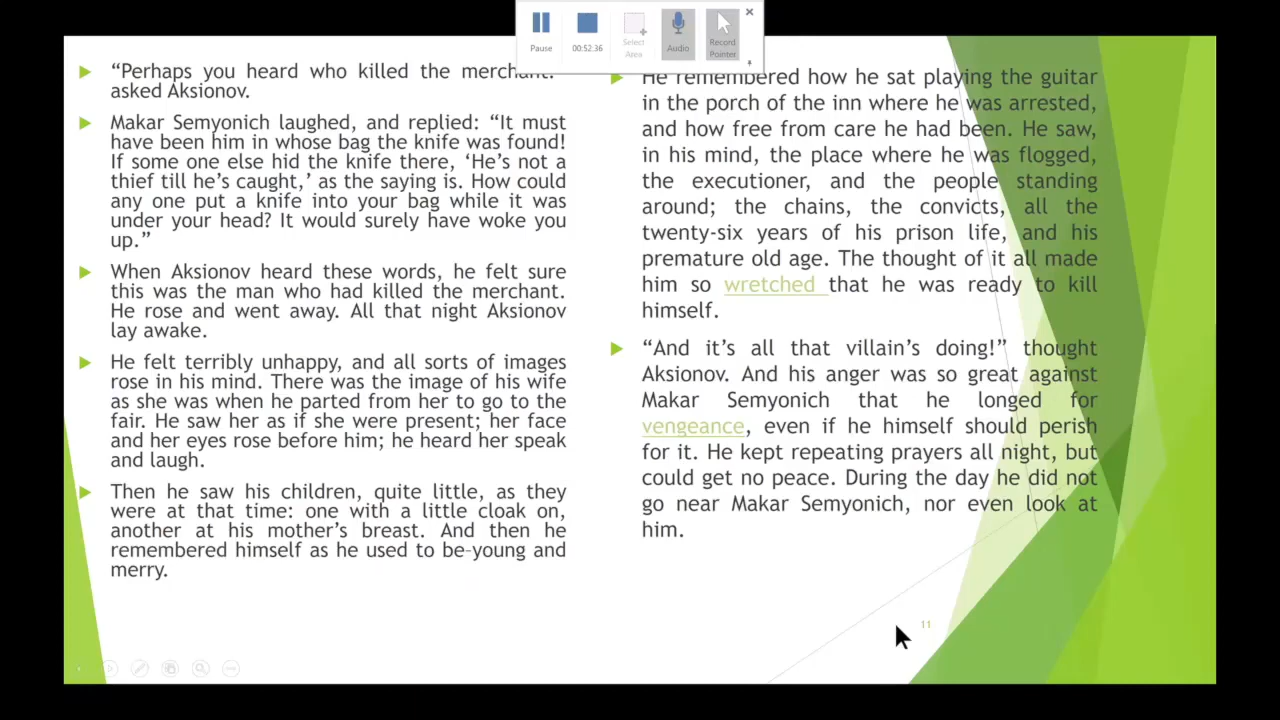 Pause
00:52.36
Select
Area
Audio
Record
Pointer
“Perhaps you heard who killed the merchant?”
asked Aksionov.
Makar Semyonich laughed, and replied: “It must
have been him in whose bag the knife was found!
If some one else hid the knife there, ‘He’s not a
thief till he’s caught,’ as the saying is. How could
any one put a knife into your bag while it was
under your head? It would surely have woke you
up.”
When Aksionov heard these words, he felt sure
this was the man who had killed the merchant.
He rose and went away. All that night Aksionov
lay awake.
He felt terribly unhappy, and all sorts of images
rose in his mind. There was the image of his wife
as she was when he parted from her to go to the
fair. He saw her as if she were present; her face
and her eyes rose before him; he heard her speak
and laugh.
Then he saw his children, quite little, as they
were at that time: one with a little cloak on,
another at his mother’s breast. And then he
remembered himself as he used to be–young and
merry.
He remembered how he sat playing the guitar
in the porch of the inn where he was arrested,
and how free from care he had been. He saw,
in his mind, the place where he was flogged,
the executioner, and the people standing
around; the chains, the convicts, all the
twenty-six years of his prison life, and his
premature old age. The thought of it all made
him so wretched that he was ready to kill
himself.
“And it’s all that villain’s doing!” thought
Aksionov. And his anger was so great against
Makar Semyonich that he longed for
vengeance, even if he himself should perish
for it. He kept repeating prayers all night, but
could get no peace. During the day he did not
go near Makar Semyonich, nor even look at
him.
11